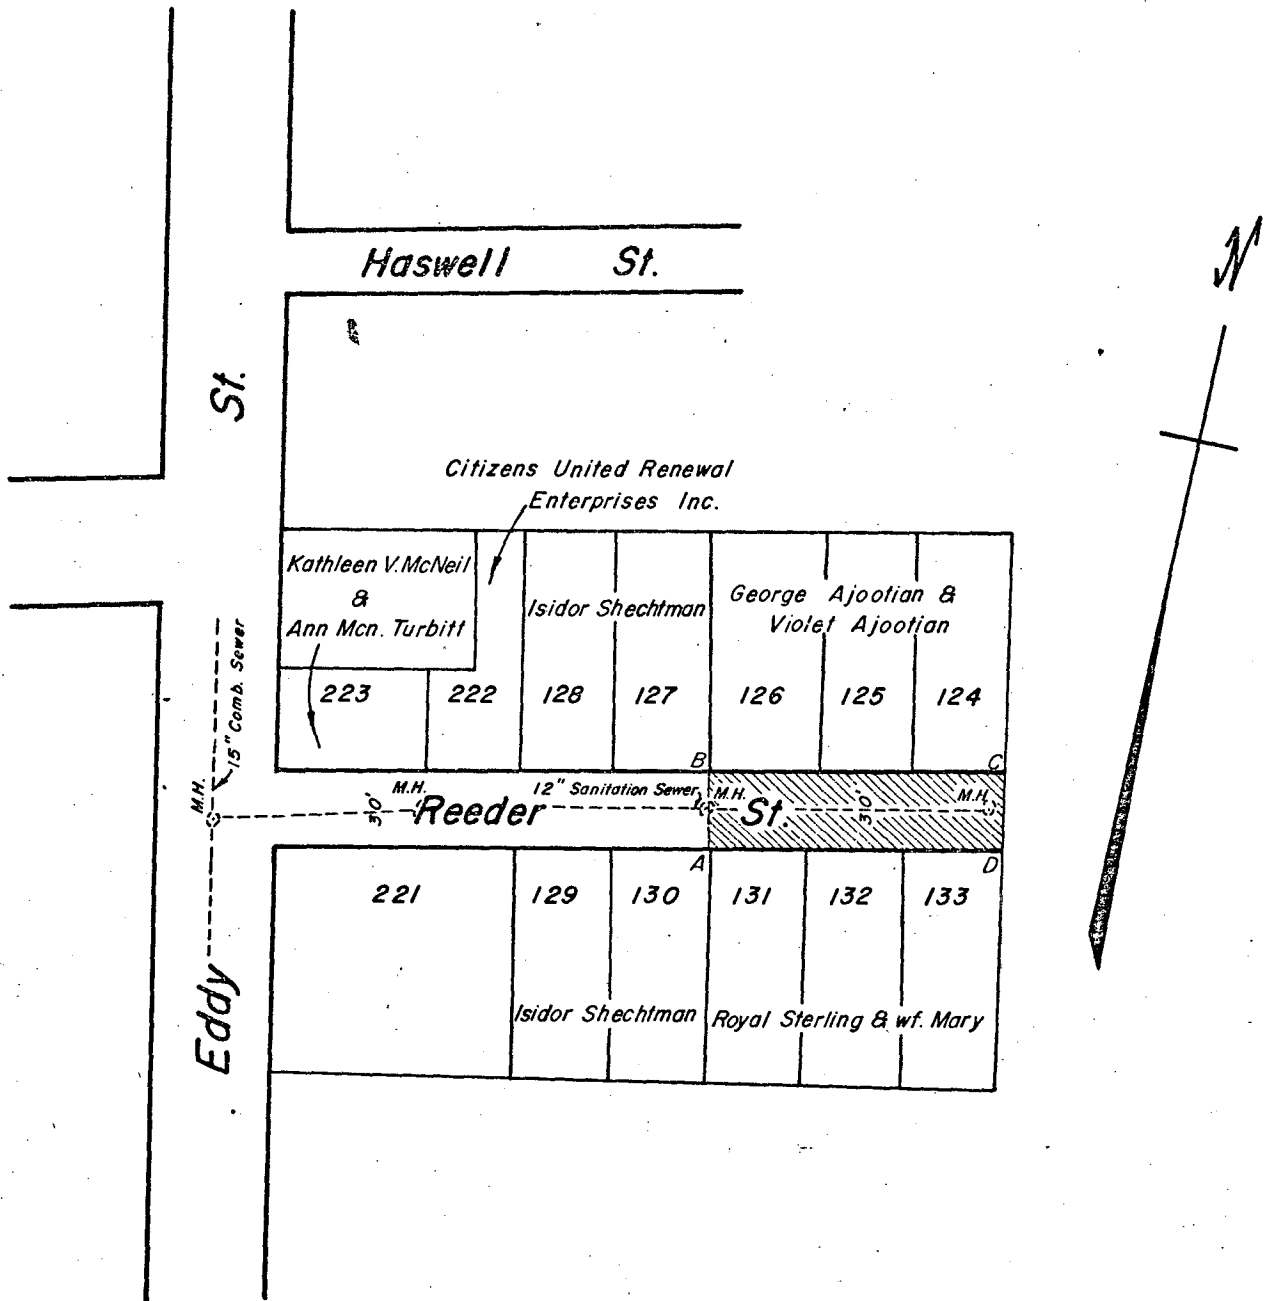 N
Haswell St.
St.
Citizens United Renewal
Enterprises Inc.
Kathleen V. McNeil
&
Ann Mcn. Turbitt
Isidor Shechtman
George Ajootian &
Violet Ajootian
223
222
128
127
126
125
124
15" Comb. Sewer
B
C
M.H.
M.H.
12" Sanitation Sewer
M.H.
M.H.
30'
Reeder St.
30'
A
D
221
129
130
131
132
133
Eddy
Isidor Shechtman
Royal Sterling & wf. Mary